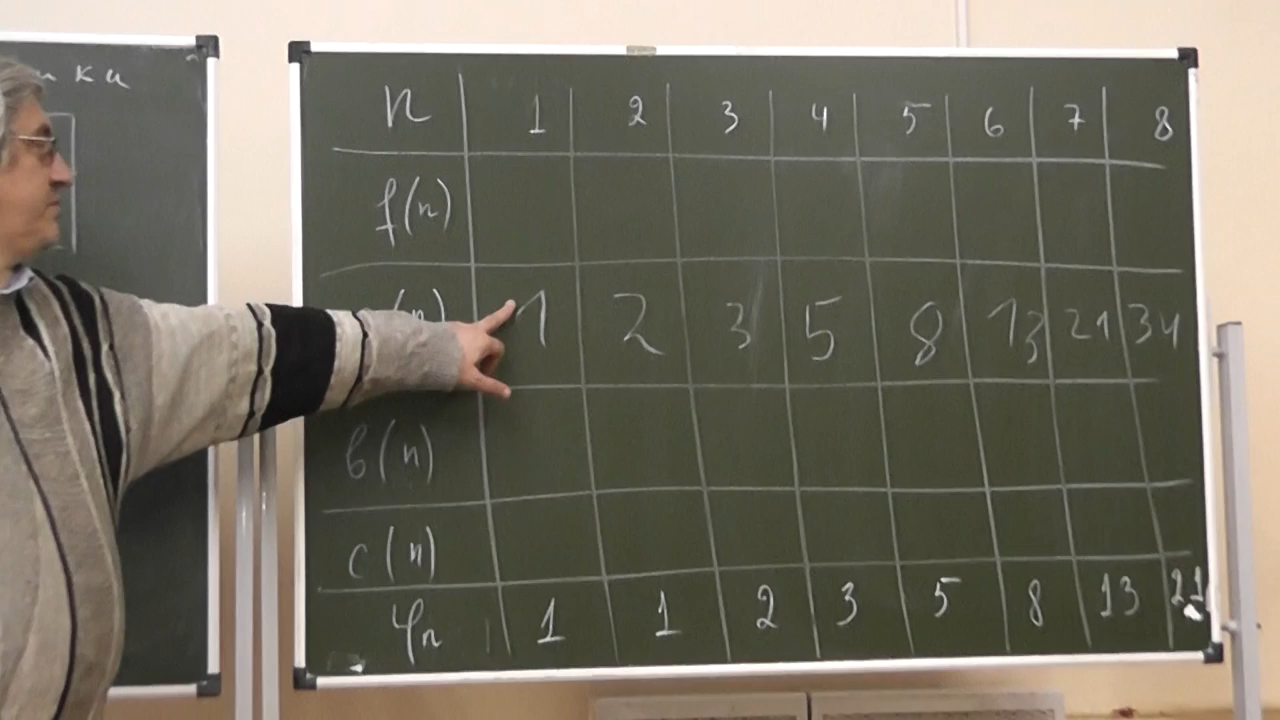 n 1 2 3 4 5 6 7 8
f(n)
(n) 1 2 3 5 8 13 21 34
b(n)
c(n)
φn 1 1 2 3 5 8 13 21